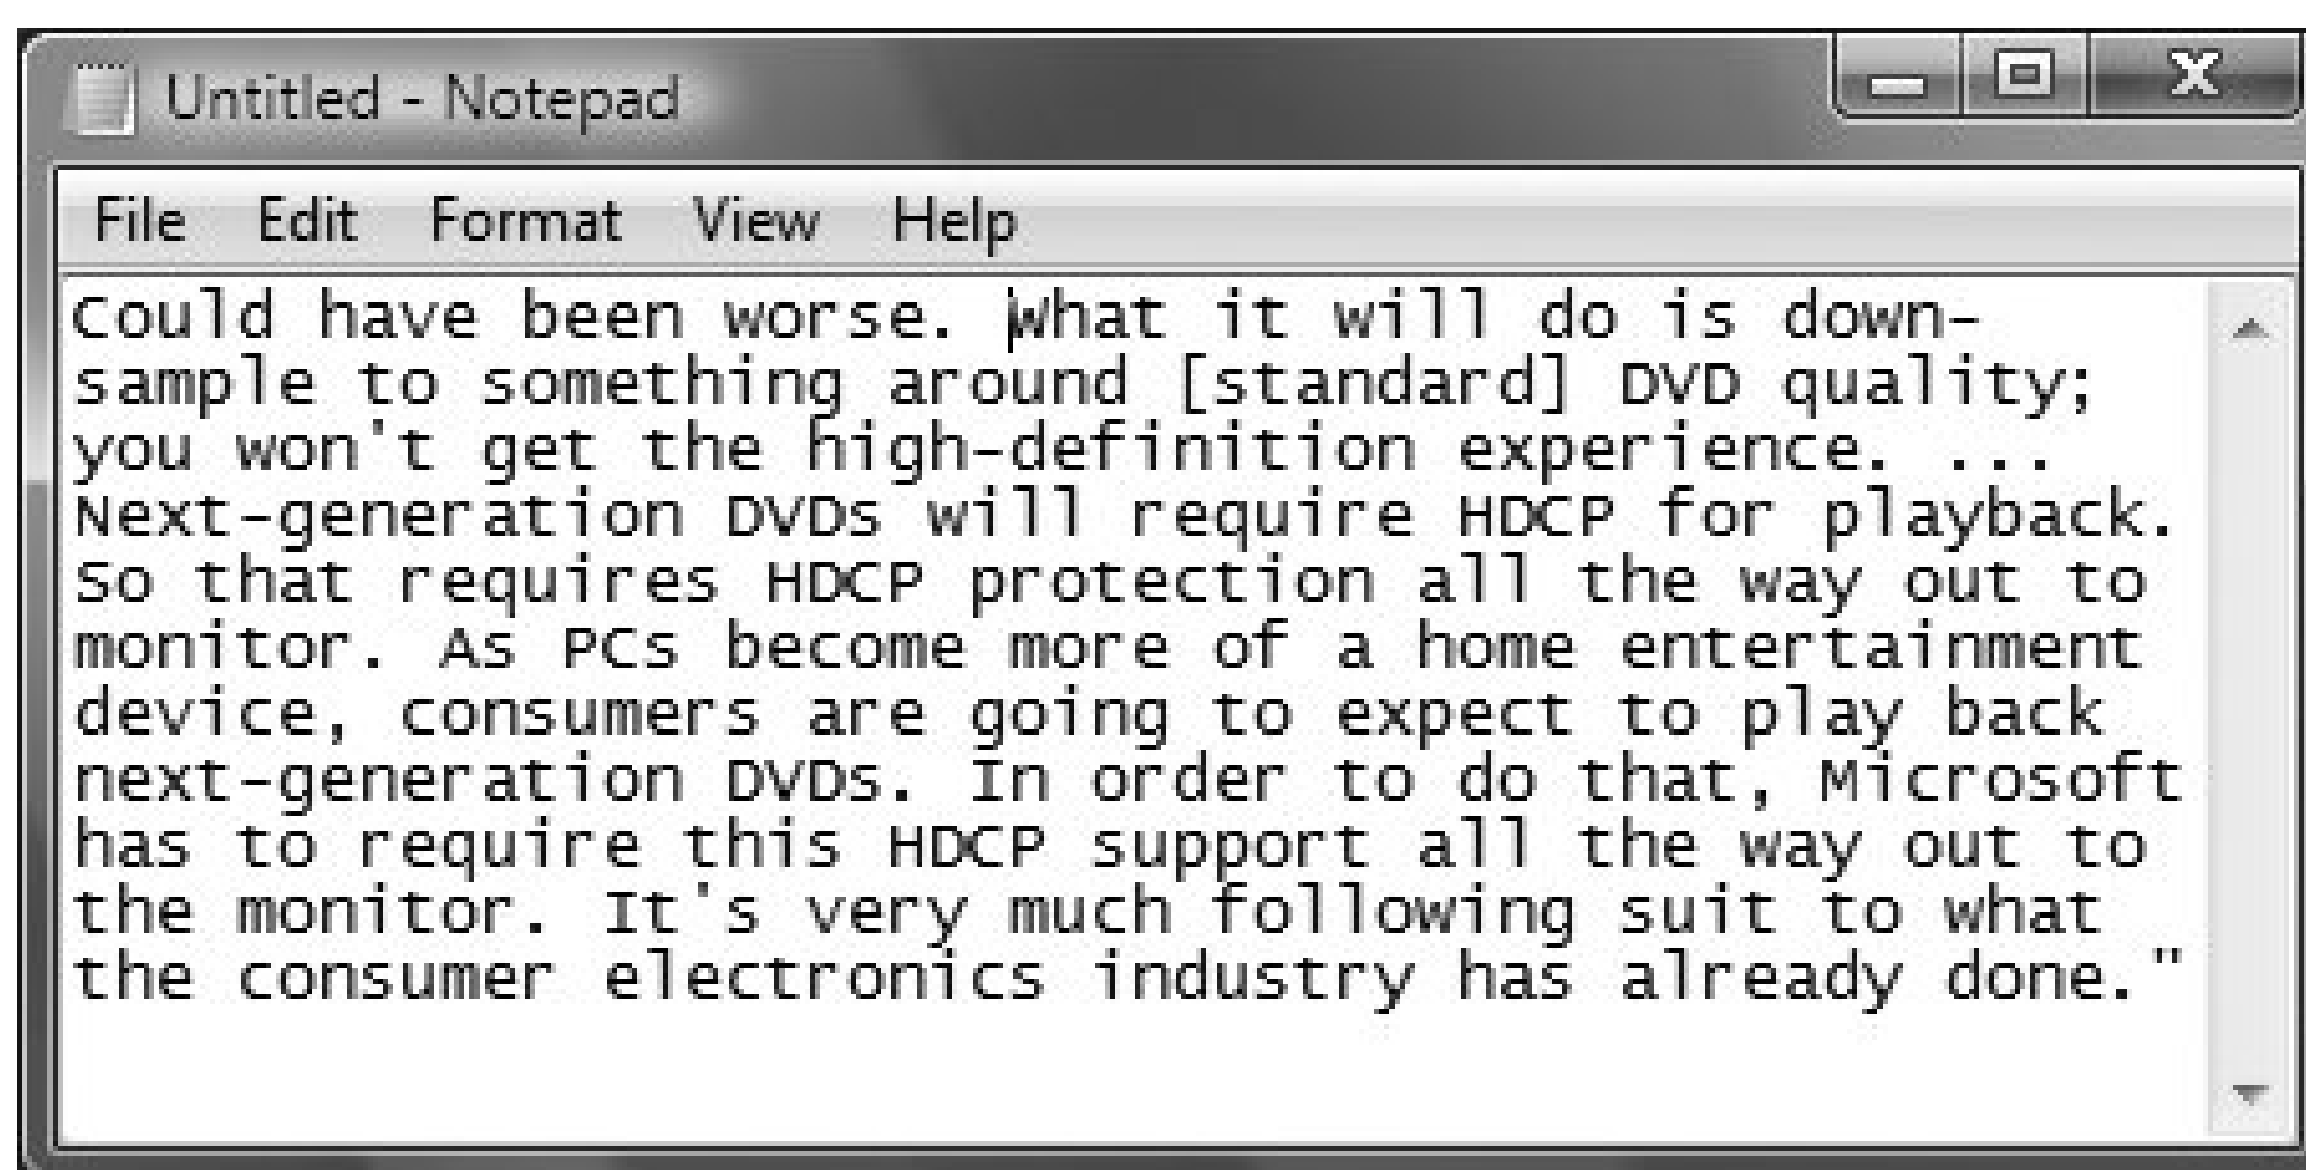 Untitled - Notepad
File Edit Format View Help
Could have been worse. What it will do is down-
sample to something around [standard] DVD quality;
you won't get the high-definition experience. ...
Next-generation DVDs will require HDCP for playback.
So that requires HDCP protection all the way out to
monitor. As PCs become more of a home entertainment
device, consumers are going to expect to play back
next-generation DVDs. In order to do that, Microsoft
has to require this HDCP support all the way out to
the monitor. It's very much following suit to what
the consumer electronics industry has already done."